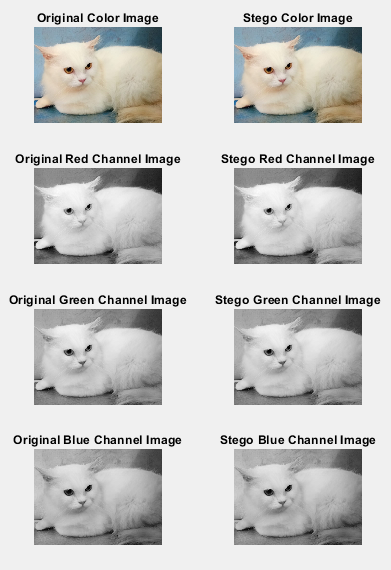 Original Color Image
Stego Color Image
Original Red Channel Image
Stego Red Channel Image
Original Green Channel Image
Stego Green Channel Image
Original Blue Channel Image
Stego Blue Channel Image